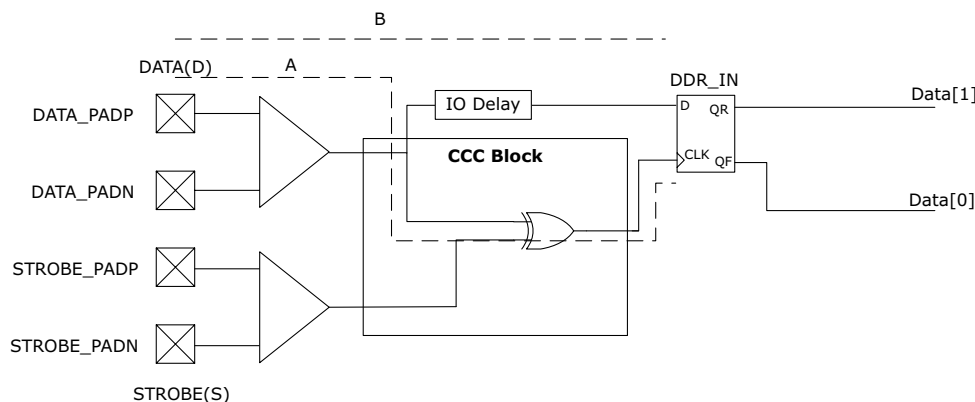 B
DATA(D)
A
DDR_IN
DATA_PADP
IO Delay
D
QR
Data[1]
CCC Block
CLK
QF
DATA_PADN
Data[0]
STROBE_PADP
STROBE_PADN
STROBE(S)